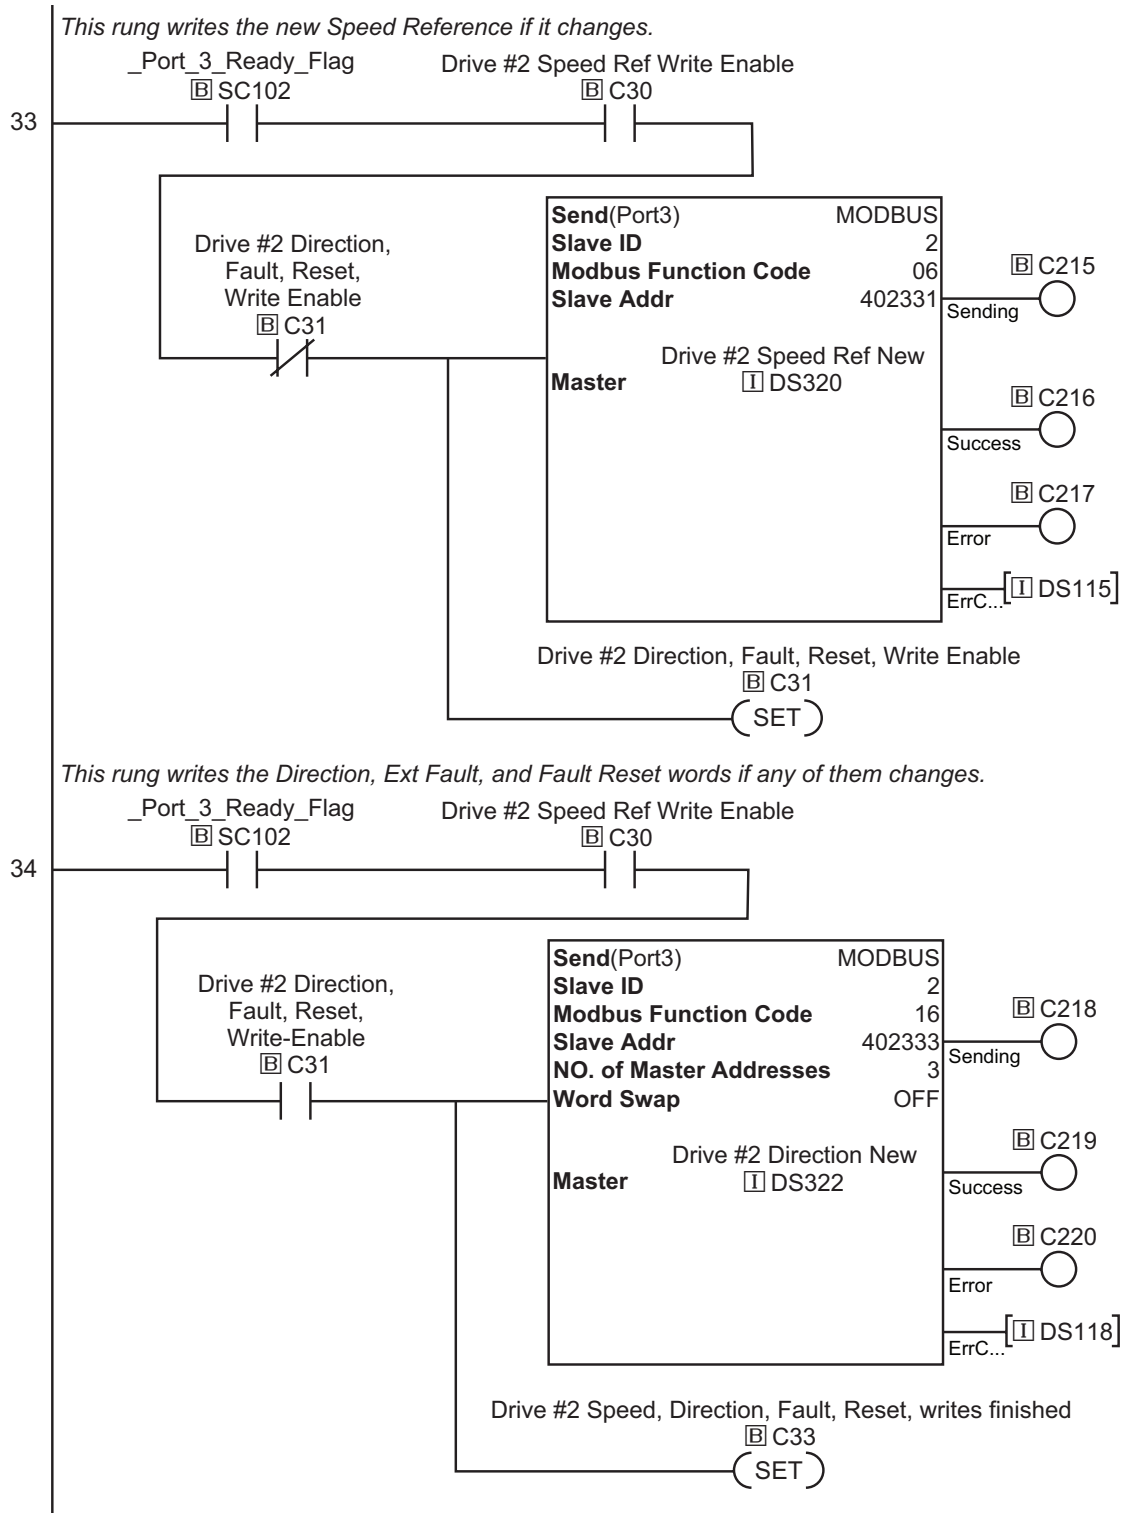 This rung writes the new Speed Reference if it changes.
_Port_3_Ready_Flag
Drive #2 Speed Ref Write Enable
B SC102
B C30
33
Send(Port3) MODBUS
Slave ID 2
Modbus Function Code 06
Slave Addr 402331
Drive #2 Direction,
Fault, Reset,
Write Enable
B C31
Drive #2 Speed Ref New
Master I DS320
B C215
Sending
B C216
Success
B C217
Error
ErrC... I DS115
Drive #2 Direction, Fault, Reset, Write Enable
B C31
SET
This rung writes the Direction, Ext Fault, and Fault Reset words if any of them changes.
_Port_3_Ready_Flag
Drive #2 Speed Ref Write Enable
B SC102
B C30
34
Send(Port3) MODBUS
Slave ID 2
Modbus Function Code 16
Slave Addr 402333
NO. of Master Addresses 3
Word Swap OFF
Drive #2 Direction,
Fault, Reset,
Write-Enable
B C31
Drive #2 Direction New
Master I DS322
B C218
Sending
B C219
Success
B C220
Error
ErrC... I DS118
Drive #2 Speed, Direction, Fault, Reset, writes finished
B C33
SET